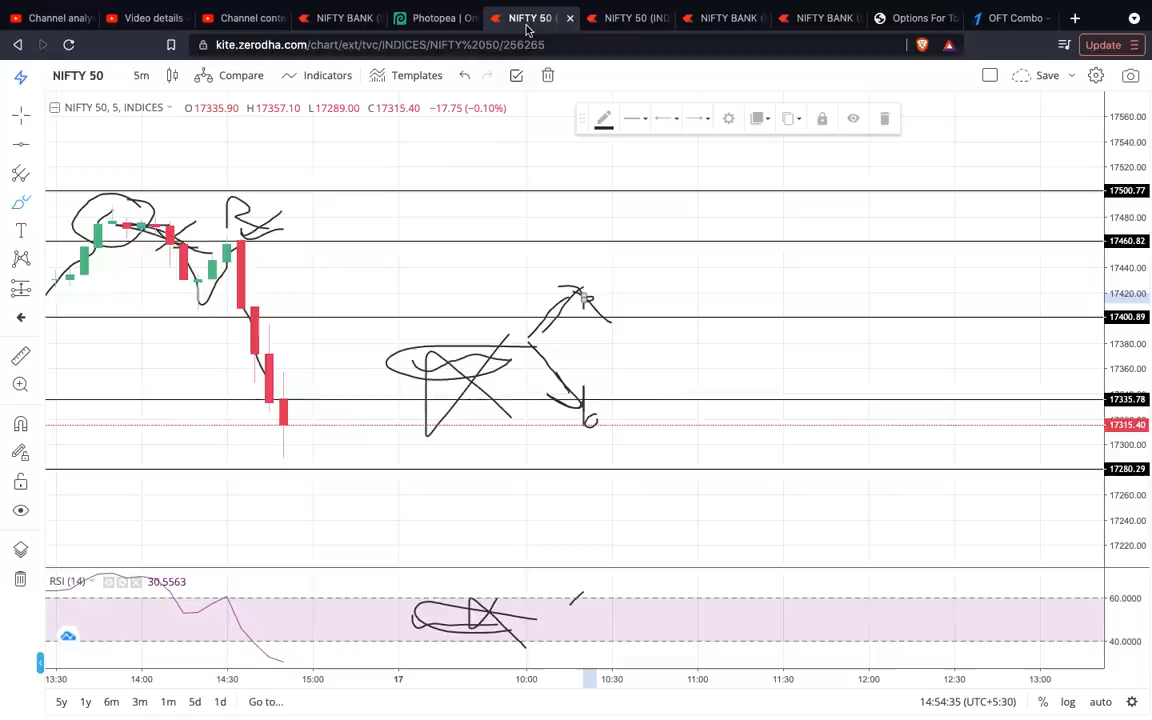 Channel analy
Video details
Channel cont
NIFTY BANK (
Photopea | On
NIFTY 50
NIFTY 50 (IND
NIFTY BANK (
NIFTY BANK (
Options For To
OFT Combo
kite.zerodha.com/chart/ext/tvc/INDICES/NIFTY%2050/256265
Update
NIFTY 50 5m Compare Indicators Templates Save
NIFTY 50, 5, INDICES O17335.90 H17357.10 L17289.00 C17315.40 −17.75 (−0.10%)
17560.00
17540.00
17520.00
17500.77
17480.00
17460.82
17440.00
17420.00
17400.89
17380.00
17360.00
17335.78
17315.40
17300.00
17280.29
17260.00
17240.00
17220.00
RSI (14) 30.5563
60.0000
40.0000
13:30 14:00 14:30 15:00 17 10:00 10:30 11:00 11:30 12:00 12:30 13:00
5y 1y 6m 3m 1m 5d 1d Go to... 14:54:35 (UTC+5:30) % log auto